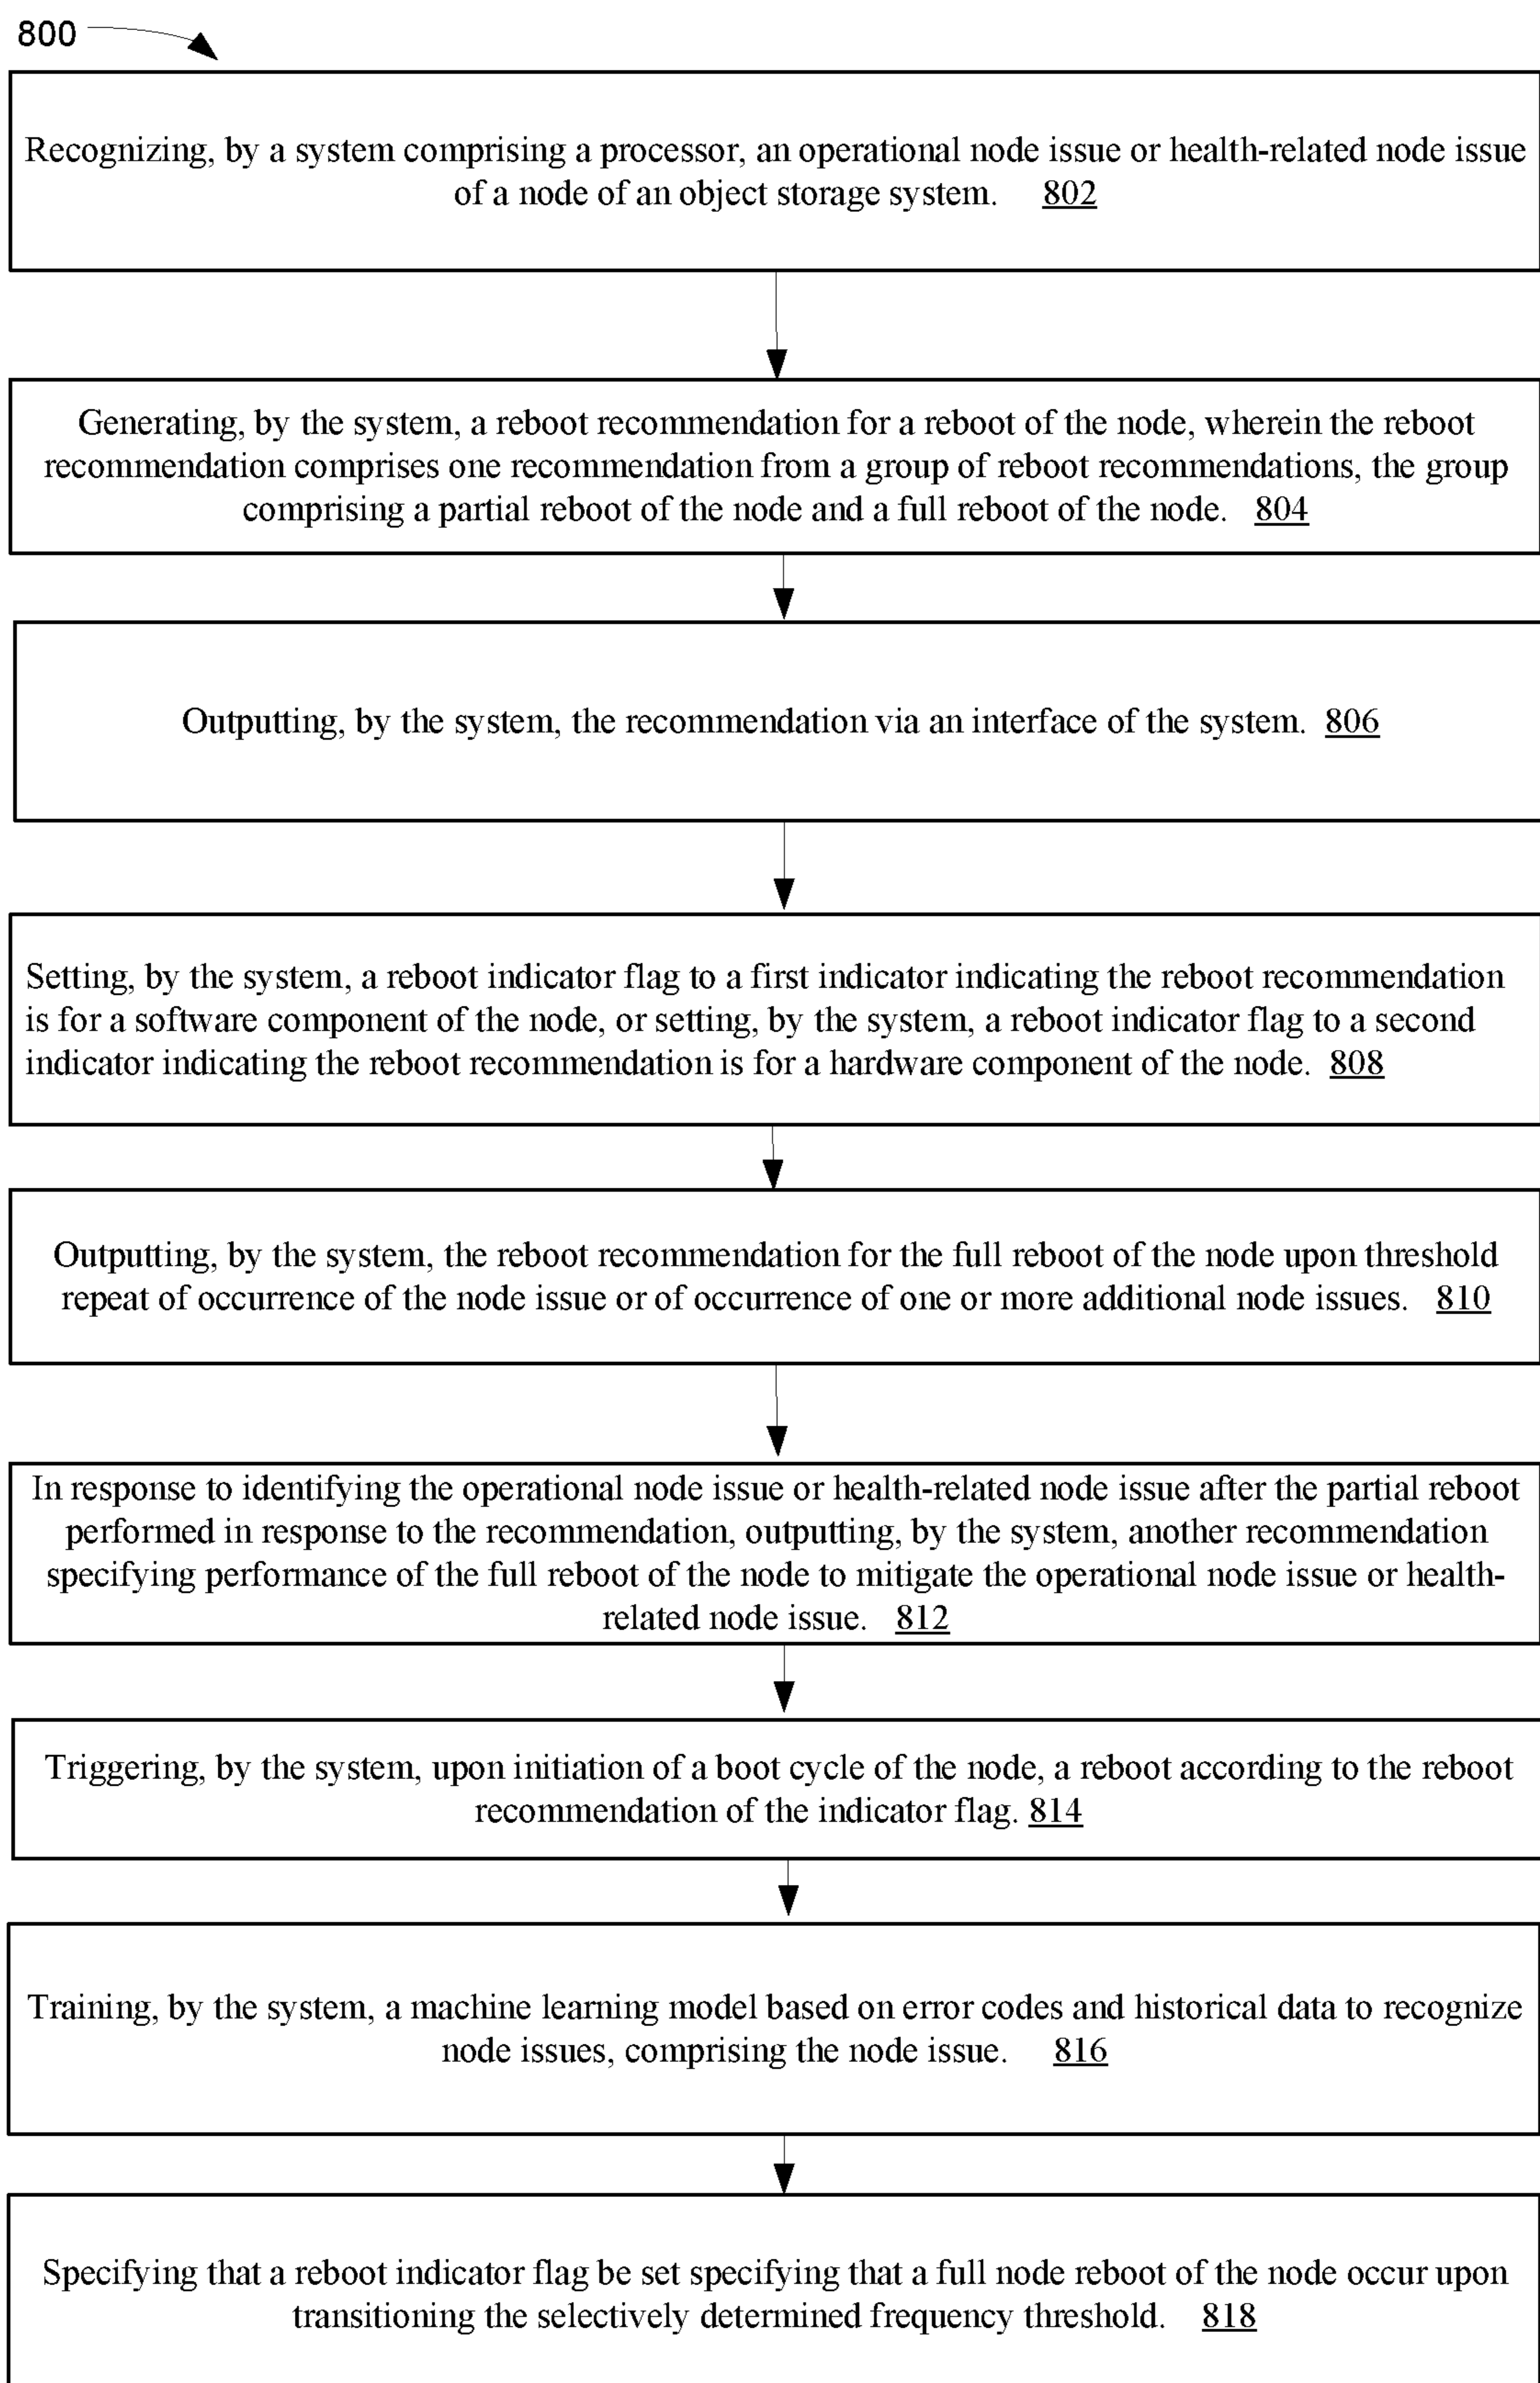 800
Recognizing, by a system comprising a processor, an operational node issue or health-related node issue
of a node of an object storage system. 802
Generating, by the system, a reboot recommendation for a reboot of the node, wherein the reboot
recommendation comprises one recommendation from a group of reboot recommendations, the group
comprising a partial reboot of the node and a full reboot of the node. 804
Outputting, by the system, the recommendation via an interface of the system. 806
Setting, by the system, a reboot indicator flag to a first indicator indicating the reboot recommendation
is for a software component of the node, or setting, by the system, a reboot indicator flag to a second
indicator indicating the reboot recommendation is for a hardware component of the node. 808
Outputting, by the system, the reboot recommendation for the full reboot of the node upon threshold
repeat of occurrence of the node issue or of occurrence of one or more additional node issues. 810
In response to identifying the operational node issue or health-related node issue after the partial reboot
performed in response to the recommendation, outputting, by the system, another recommendation
specifying performance of the full reboot of the node to mitigate the operational node issue or health-
related node issue. 812
Triggering, by the system, upon initiation of a boot cycle of the node, a reboot according to the reboot
recommendation of the indicator flag. 814
Training, by the system, a machine learning model based on error codes and historical data to recognize
node issues, comprising the node issue. 816
Specifying that a reboot indicator flag be set specifying that a full node reboot of the node occur upon
transitioning the selectively determined frequency threshold. 818